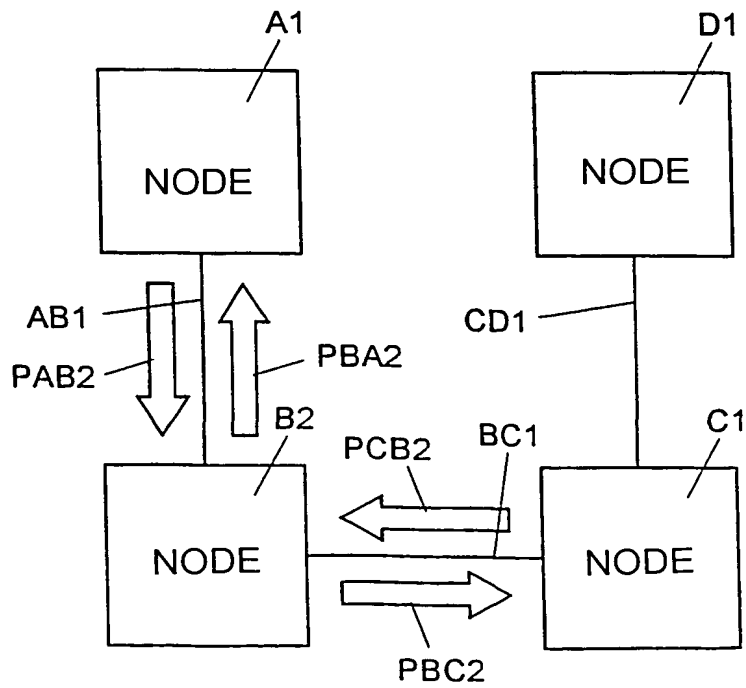 A1
D1
NODE
NODE
AB1
CD1
PAB2
PBA2
B2
PCB2
BC1
C1
NODE
NODE
PBC2